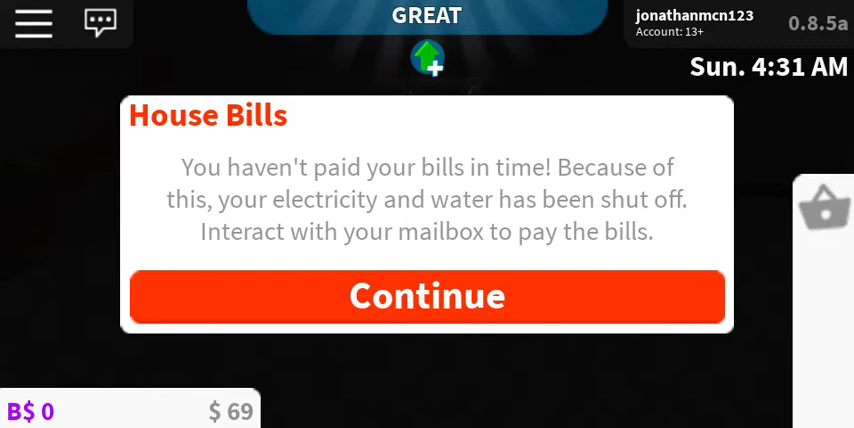 GREAT
jonathanmcn123
Account: 13+
0.8.5a
Sun. 4:31 AM
House Bills
You haven't paid your bills in time! Because of
this, your electricity and water has been shut off.
Interact with your mailbox to pay the bills.
Continue
B$ 0
$ 69